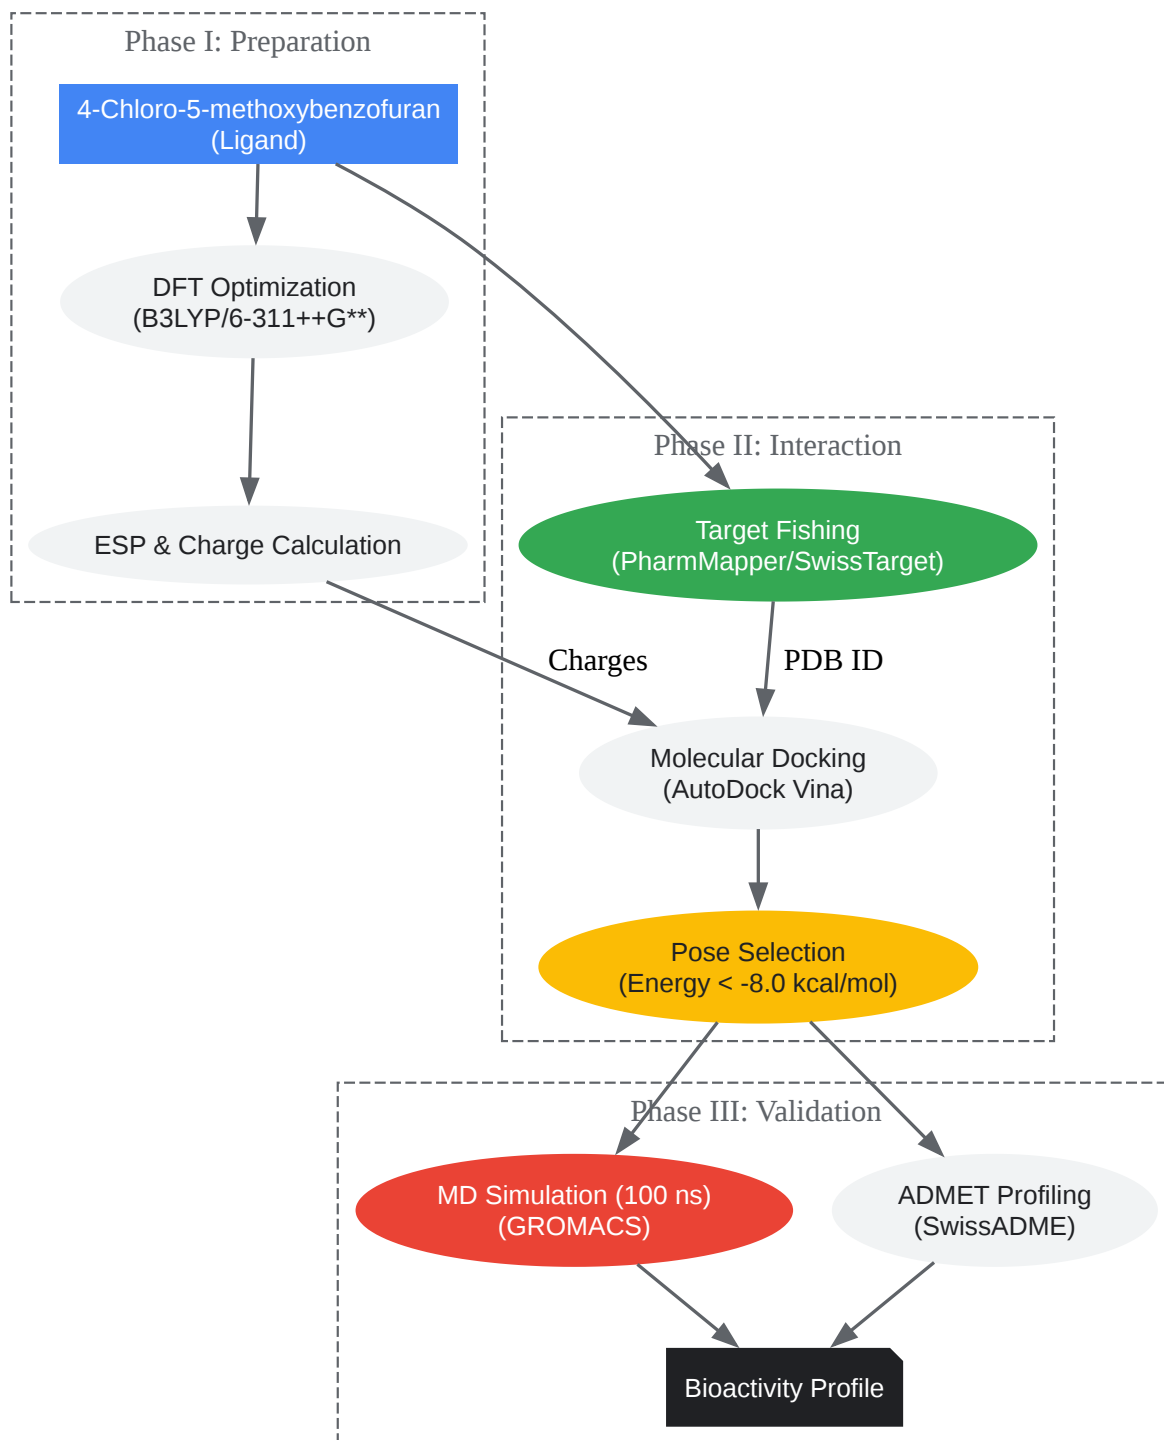 Phase I: Preparation
4-Chloro-5-methoxybenzofuran
(Ligand)
DFT Optimization
(B3LYP/6-311++G**)
ESP & Charge Calculation
Phase II: Interaction
Target Fishing
(PharmMapper/SwissTarget)
Charges
PDB ID
Molecular Docking
(AutoDock Vina)
Pose Selection
(Energy < -8.0 kcal/mol)
Phase III: Validation
MD Simulation (100 ns)
(GROMACS)
ADMET Profiling
(SwissADME)
Bioactivity Profile